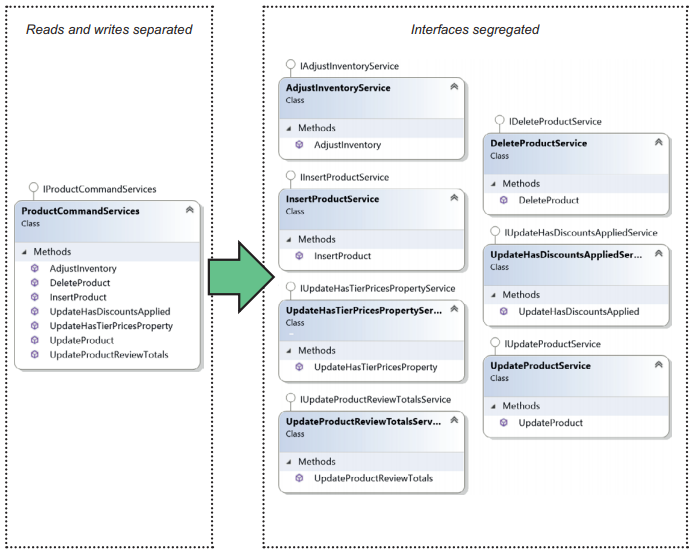 Reads and writes separated
IProductCommandServices
ProductCommandServices
Class
Methods
AdjustInventory
DeleteProduct
InsertProduct
UpdateHasDiscountsApplied
UpdateHasTierPricesProperty
UpdateProduct
UpdateProductReviewTotals
Interfaces segregated
IAdjustInventoryService
AdjustInventoryService
Class
Methods
AdjustInventory
IInsertProductService
InsertProductService
Class
Methods
InsertProduct
IUpdateHasTierPricesPropertyService
UpdateHasTierPricesPropertySer...
Class
Methods
UpdateHasTierPricesProperty
IUpdateProductReviewTotalsService
UpdateProductReviewTotalsServ...
Class
Methods
UpdateProductReviewTotals
IDeleteProductService
DeleteProductService
Class
Methods
DeleteProduct
IUpdateHasDiscountsAppliedService
UpdateHasDiscountsAppliedSer...
Class
Methods
UpdateHasDiscountsApplied
IUpdateProductService
UpdateProductService
Class
Methods
UpdateProduct